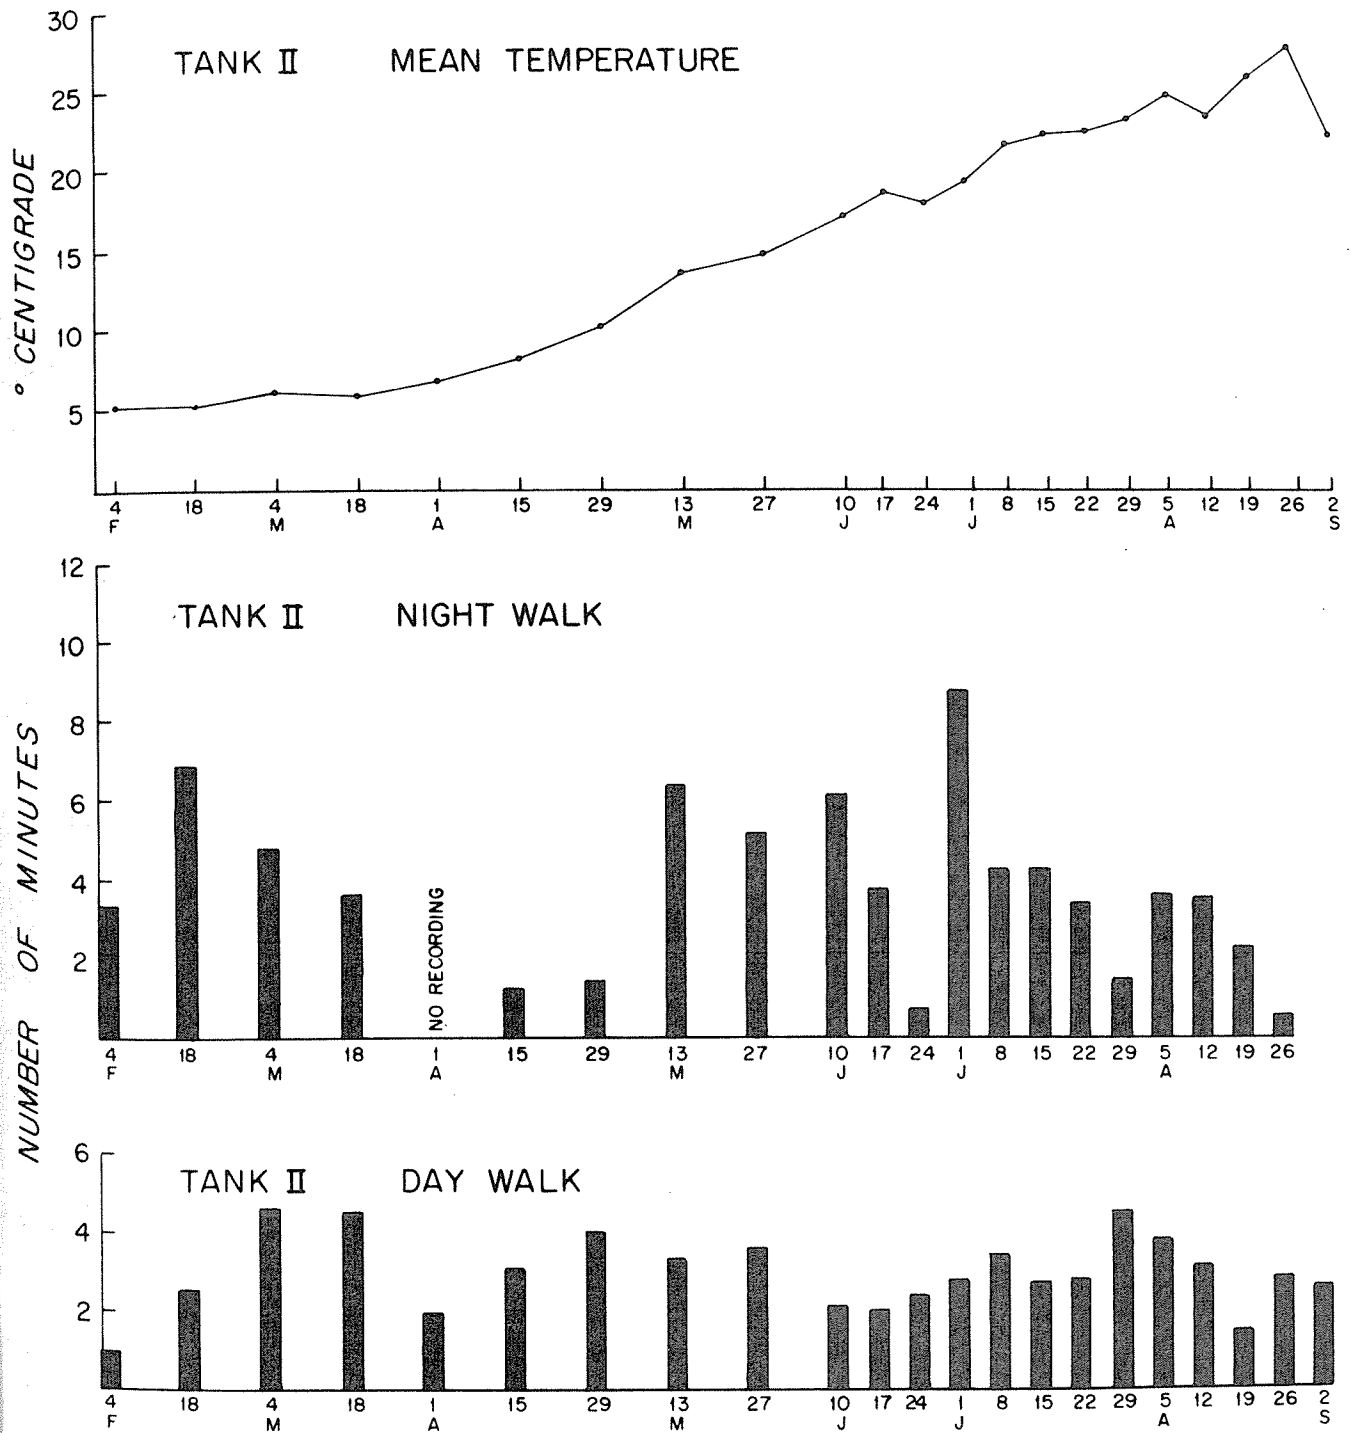 TANK II MEAN TEMPERATURE
° CENTIGRADE
30
25
20
15
10
5
4 18 4 18 1 15 29 13 27 10 17 24 1 8 15 22 29 5 12 19 26 2
F M A M J J A S
TANK II NIGHT WALK
NUMBER OF MINUTES
12
10
8
6
4
2
NO RECORDING
4 18 4 18 1 15 29 13 27 10 17 24 1 8 15 22 29 5 12 19 26
F M A M J J A
TANK II DAY WALK
6
4
2
4 18 4 18 1 15 29 13 27 10 17 24 1 8 15 22 29 5 12 19 26 2
F M A M J J A S